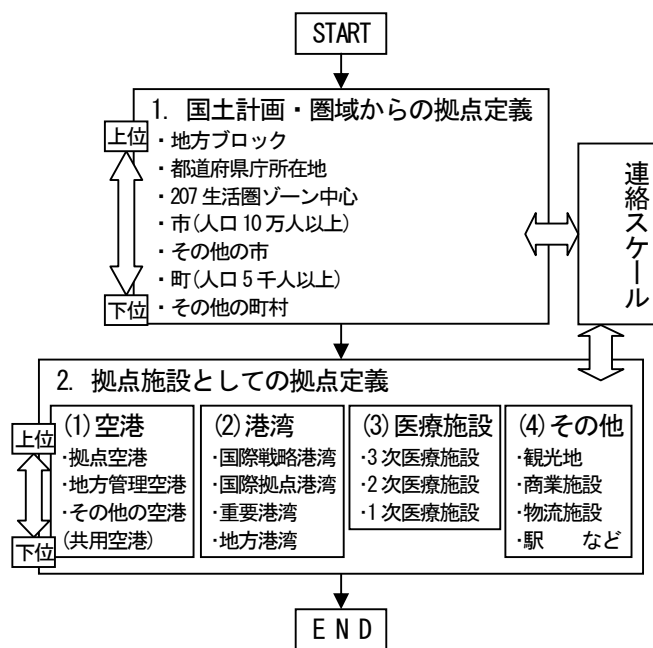 START
1. 国土計画・圏域からの拠点定義
上位
・地方ブロック
・都道府県庁所在地
・207生活圏ゾーン中心
・市(人口10万人以上)
・その他の市
・町(人口5千人以上)
・その他の町村
下位
連絡スケール
2. 拠点施設としての拠点定義
上位
下位
(1)空港
・拠点空港
・地方管理空港
・その他の空港
(共用空港)
(2)港湾
・国際戦略港湾
・国際拠点港湾
・重要港湾
・地方港湾
(3)医療施設
・3次医療施設
・2次医療施設
・1次医療施設
(4)その他
・観光地
・商業施設
・物流施設
・駅 など
END